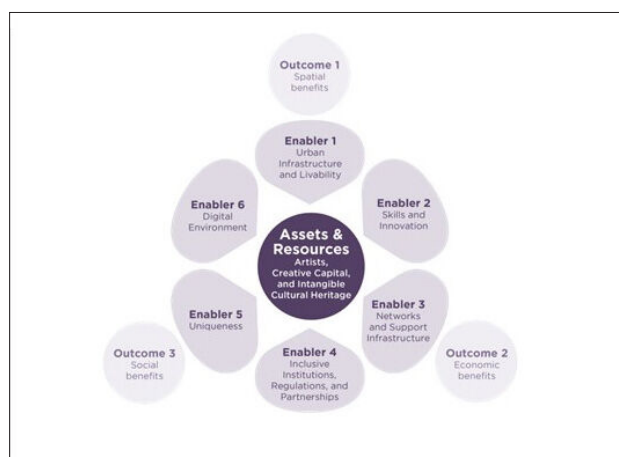 Outcome 1
Spatial
benefits
Enabler 1
Urban
Infrastructure
and Livability
Enabler 6
Digital
Environment
Enabler 2
Skills and
Innovation
Assets &
Resources
Artists,
Creative Capital,
and Intangible
Cultural Heritage
Enabler 5
Uniqueness
Enabler 3
Networks
and Support
Infrastructure
Outcome 3
Social
benefits
Enabler 4
Inclusive
Institutions,
Regulations, and
Partnerships
Outcome 2
Economic
benefits